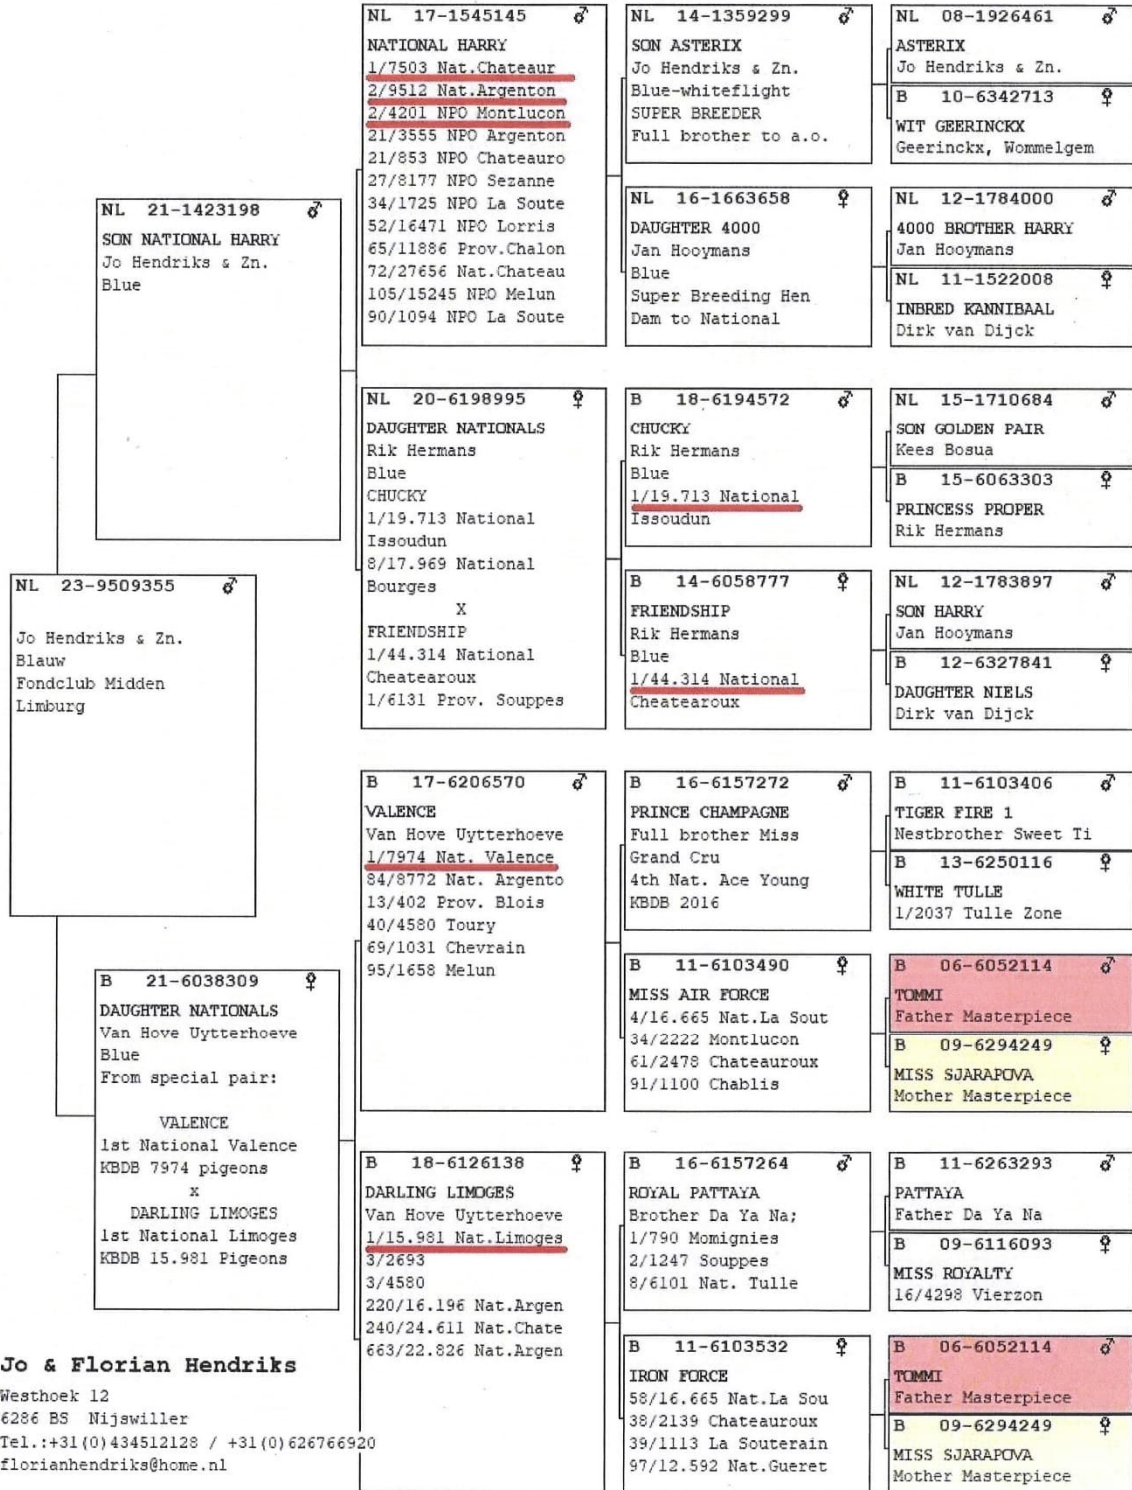 NL 23-9509355 ♂
Jo Hendriks & Zn.
Blauw
Fondclub Midden
Limburg
NL 21-1423198 ♂
SON NATIONAL HARRY
Jo Hendriks & Zn.
Blue
B 21-6038309 ♀
DAUGHTER NATIONALS
Van Hove Uytterhoeve
Blue
From special pair:
VALENCE
1st National Valence
KBDB 7974 pigeons
x
DARLING LIMOGES
1st National Limoges
KBDB 15.981 Pigeons
NL 17-1545145 ♂
NATIONAL HARRY
1/7503 Nat.Chateaur
2/9512 Nat.Argenton
2/4201 NPO Montlucon
21/3555 NPO Argenton
21/853 NPO Chateauro
27/8177 NPO Sezanne
34/1725 NPO La Soute
52/16471 NPO Lorris
65/11886 Prov.Chalon
72/27656 Nat.Chateau
105/15245 NPO Melun
90/1094 NPO La Soute
NL 20-6198995 ♀
DAUGHTER NATIONALS
Rik Hermans
Blue
CHUCKY
1/19.713 National
Issoudun
8/17.969 National
Bourges
X
FRIENDSHIP
1/44.314 National
Cheatearoux
1/6131 Prov. Souppes
B 17-6206570 ♂
VALENCE
Van Hove Uytterhoeve
1/7974 Nat. Valence
84/8772 Nat. Argento
13/402 Prov. Blois
40/4580 Toury
69/1031 Chevrain
95/1658 Melun
B 18-6126138 ♀
DARLING LIMOGES
Van Hove Uytterhoeve
1/15.981 Nat.Limoges
3/2693
3/4580
220/16.196 Nat.Argen
240/24.611 Nat.Chate
663/22.826 Nat.Argen
NL 14-1359299 ♂
SON ASTERIX
Jo Hendriks & Zn.
Blue-whiteflight
SUPER BREEDER
Full brother to a.o.
NL 16-1663658 ♀
DAUGHTER 4000
Jan Hooymans
Blue
Super Breeding Hen
Dam to National
B 18-6194572 ♂
CHUCKY
Rik Hermans
Blue
1/19.713 National
Issoudun
B 14-6058777 ♀
FRIENDSHIP
Rik Hermans
Blue
1/44.314 National
Cheatearoux
B 16-6157272 ♂
PRINCE CHAMPAGNE
Full brother Miss
Grand Cru
4th Nat. Ace Young
KBDB 2016
B 11-6103490 ♀
MISS AIR FORCE
4/16.665 Nat.La Sout
34/2222 Montlucon
61/2478 Chateauroux
91/1100 Chablis
B 16-6157264 ♂
ROYAL PATTAYA
Brother Da Ya Na;
1/790 Momignies
2/1247 Souppes
8/6101 Nat. Tulle
B 11-6103532 ♀
IRON FORCE
58/16.665 Nat.La Sou
38/2139 Chateauroux
39/1113 La Souterain
97/12.592 Nat.Gueret
NL 08-1926461 ♂
ASTERIX
Jo Hendriks & Zn.
B 10-6342713 ♀
WIT GEERINCKX
Geerinckx, Wommelgem
NL 12-1784000 ♂
4000 BROTHER HARRY
Jan Hooymans
NL 11-1522008 ♀
INBRED KANNIBAAL
Dirk van Dijck
NL 15-1710684 ♂
SON GOLDEN PAIR
Kees Bosua
B 15-6063303 ♀
PRINCESS PROPER
Rik Hermans
NL 12-1783897 ♂
SON HARRY
Jan Hooymans
B 12-6327841 ♀
DAUGHTER NIELS
Dirk van Dijck
B 11-6103406 ♂
TIGER FIRE 1
Nestbrother Sweet Ti
B 13-6250116 ♀
WHITE TULLE
1/2037 Tulle Zone
B 06-6052114 ♂
TOMMI
Father Masterpiece
B 09-6294249 ♀
MISS SJARAPOVA
Mother Masterpiece
B 11-6263293 ♂
PATTAYA
Father Da Ya Na
B 09-6116093 ♀
MISS ROYALTY
16/4298 Vierzon
B 06-6052114 ♂
TOMMI
Father Masterpiece
B 09-6294249 ♀
MISS SJARAPOVA
Mother Masterpiece
Jo & Florian Hendriks
Westhoek 12
6286 BS Nijswiller
Tel.:+31(0)434512128 / +31(0)626766920
florianhendriks@home.nl